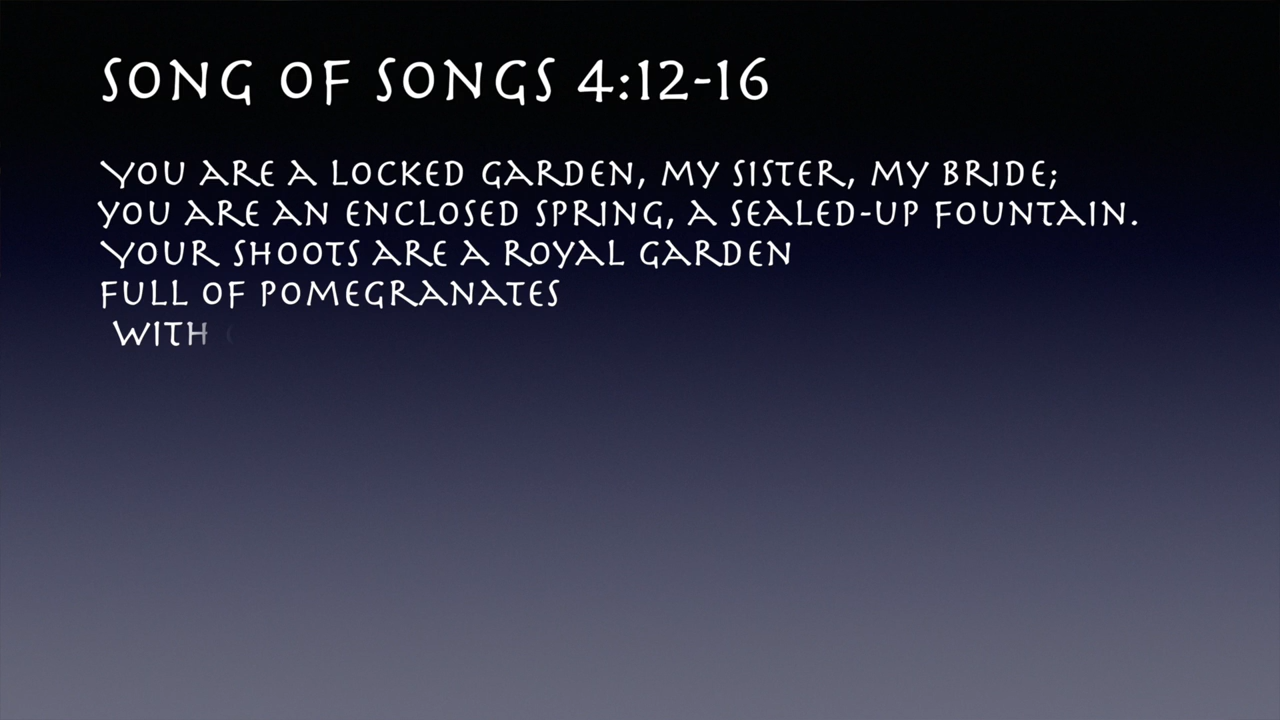 SONG OF SONGS 4:12-16
YOU ARE A LOCKED GARDEN, MY SISTER, MY BRIDE;
YOU ARE AN ENCLOSED SPRING, A SEALED-UP FOUNTAIN.
YOUR SHOOTS ARE A ROYAL GARDEN
FULL OF POMEGRANATES
WITH